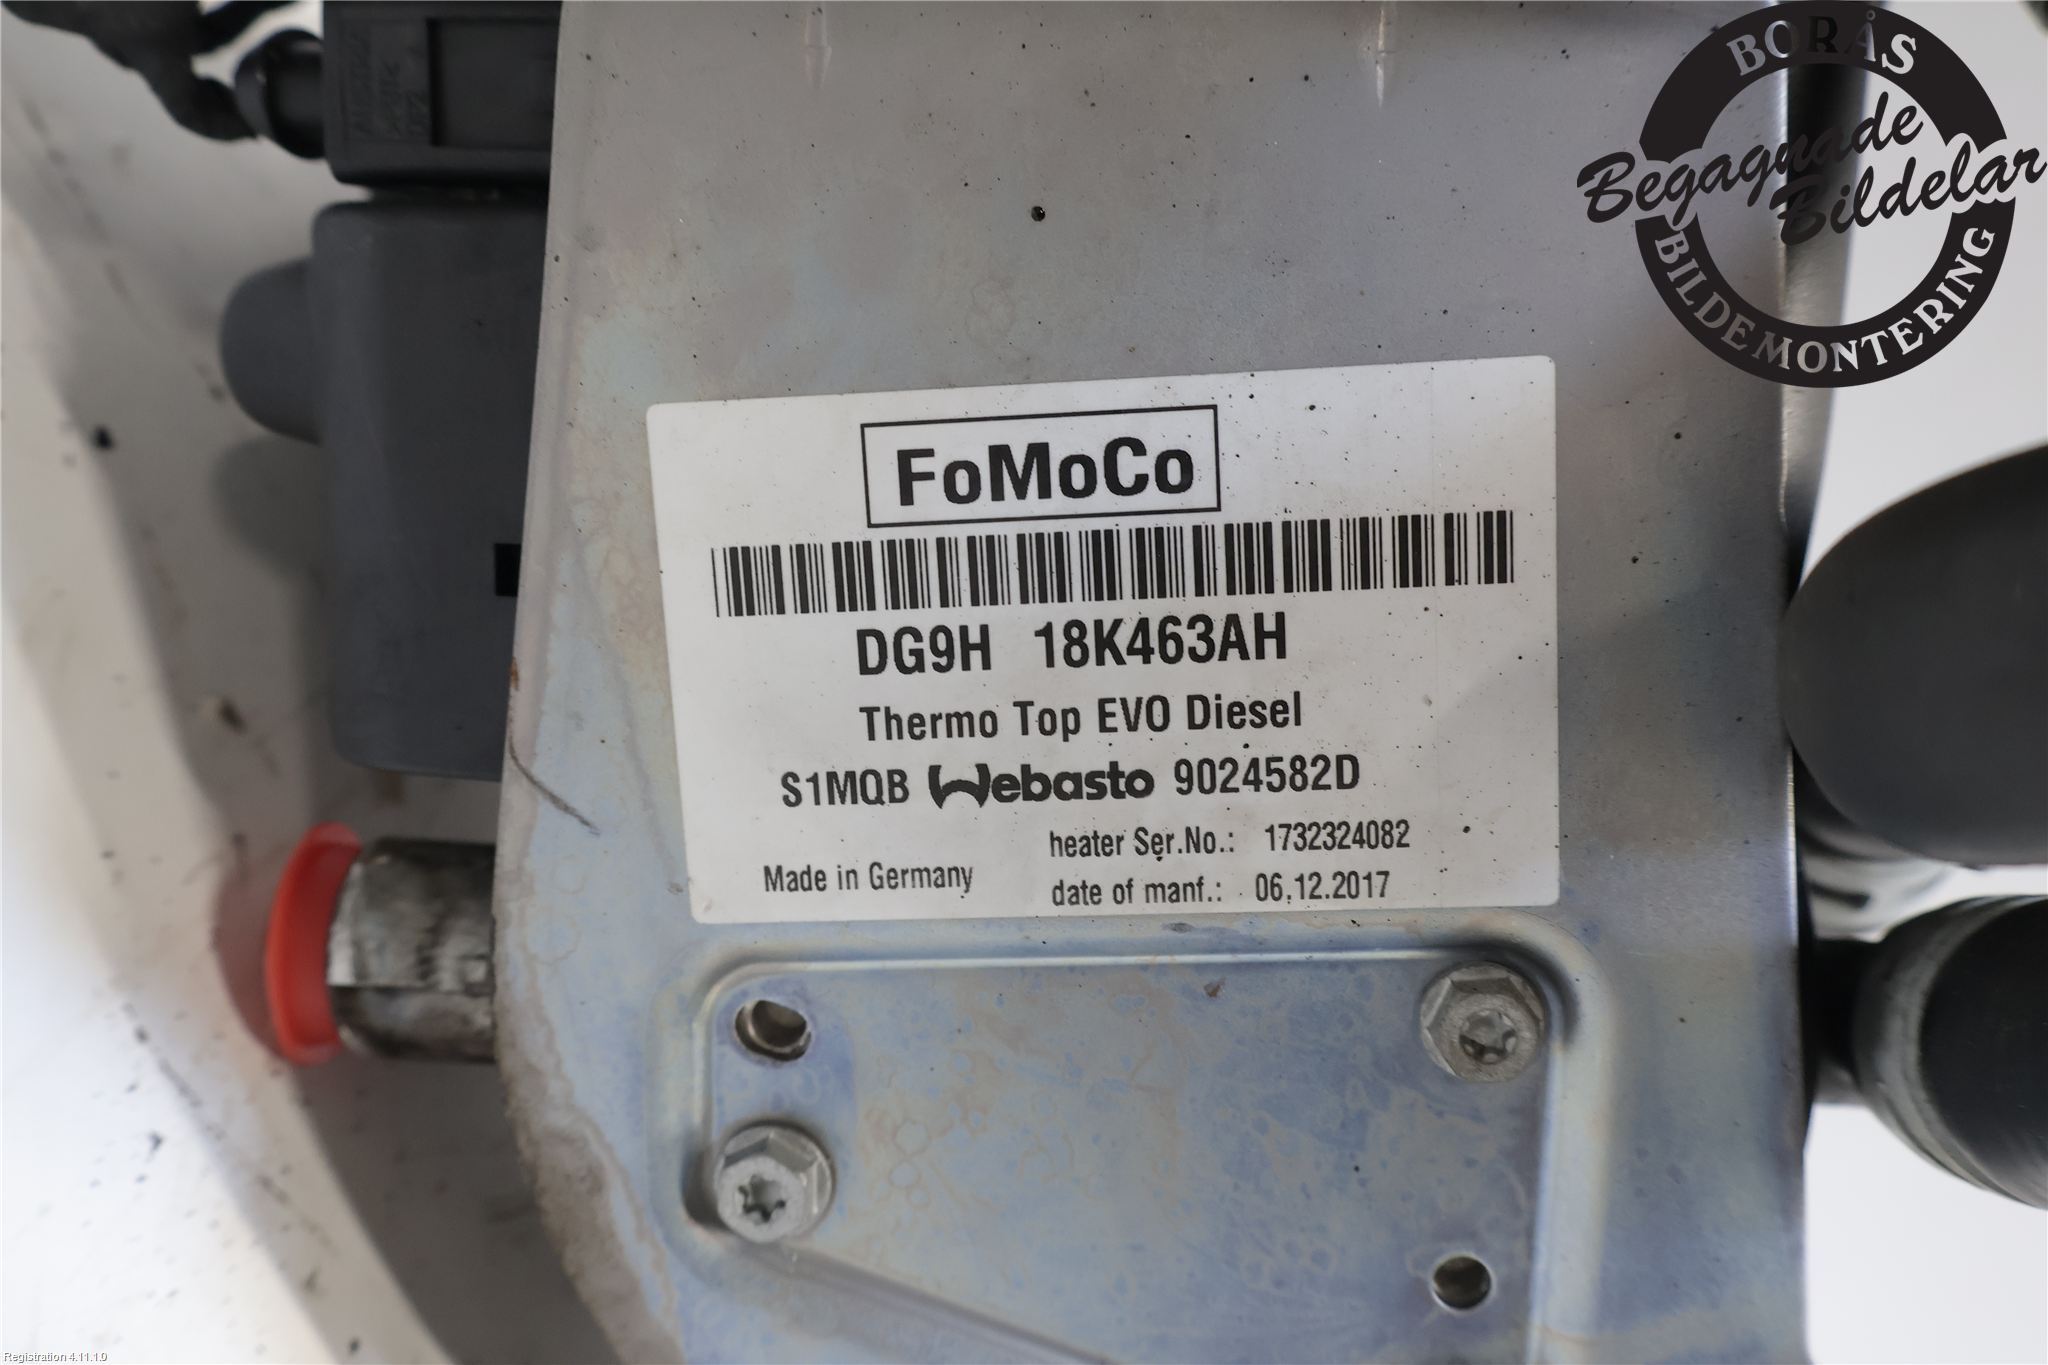 BORÅS
Begagnade
Bildelar
BILDEMONTERING
FoMoCo
DG9H 18K463AH
Thermo Top EVO Diesel
S1MQB Webasto 9024582D
heater Ser.No.: 1732324082
Made in Germany
date of manf.: 06.12.2017
Registration 4.11.1.0